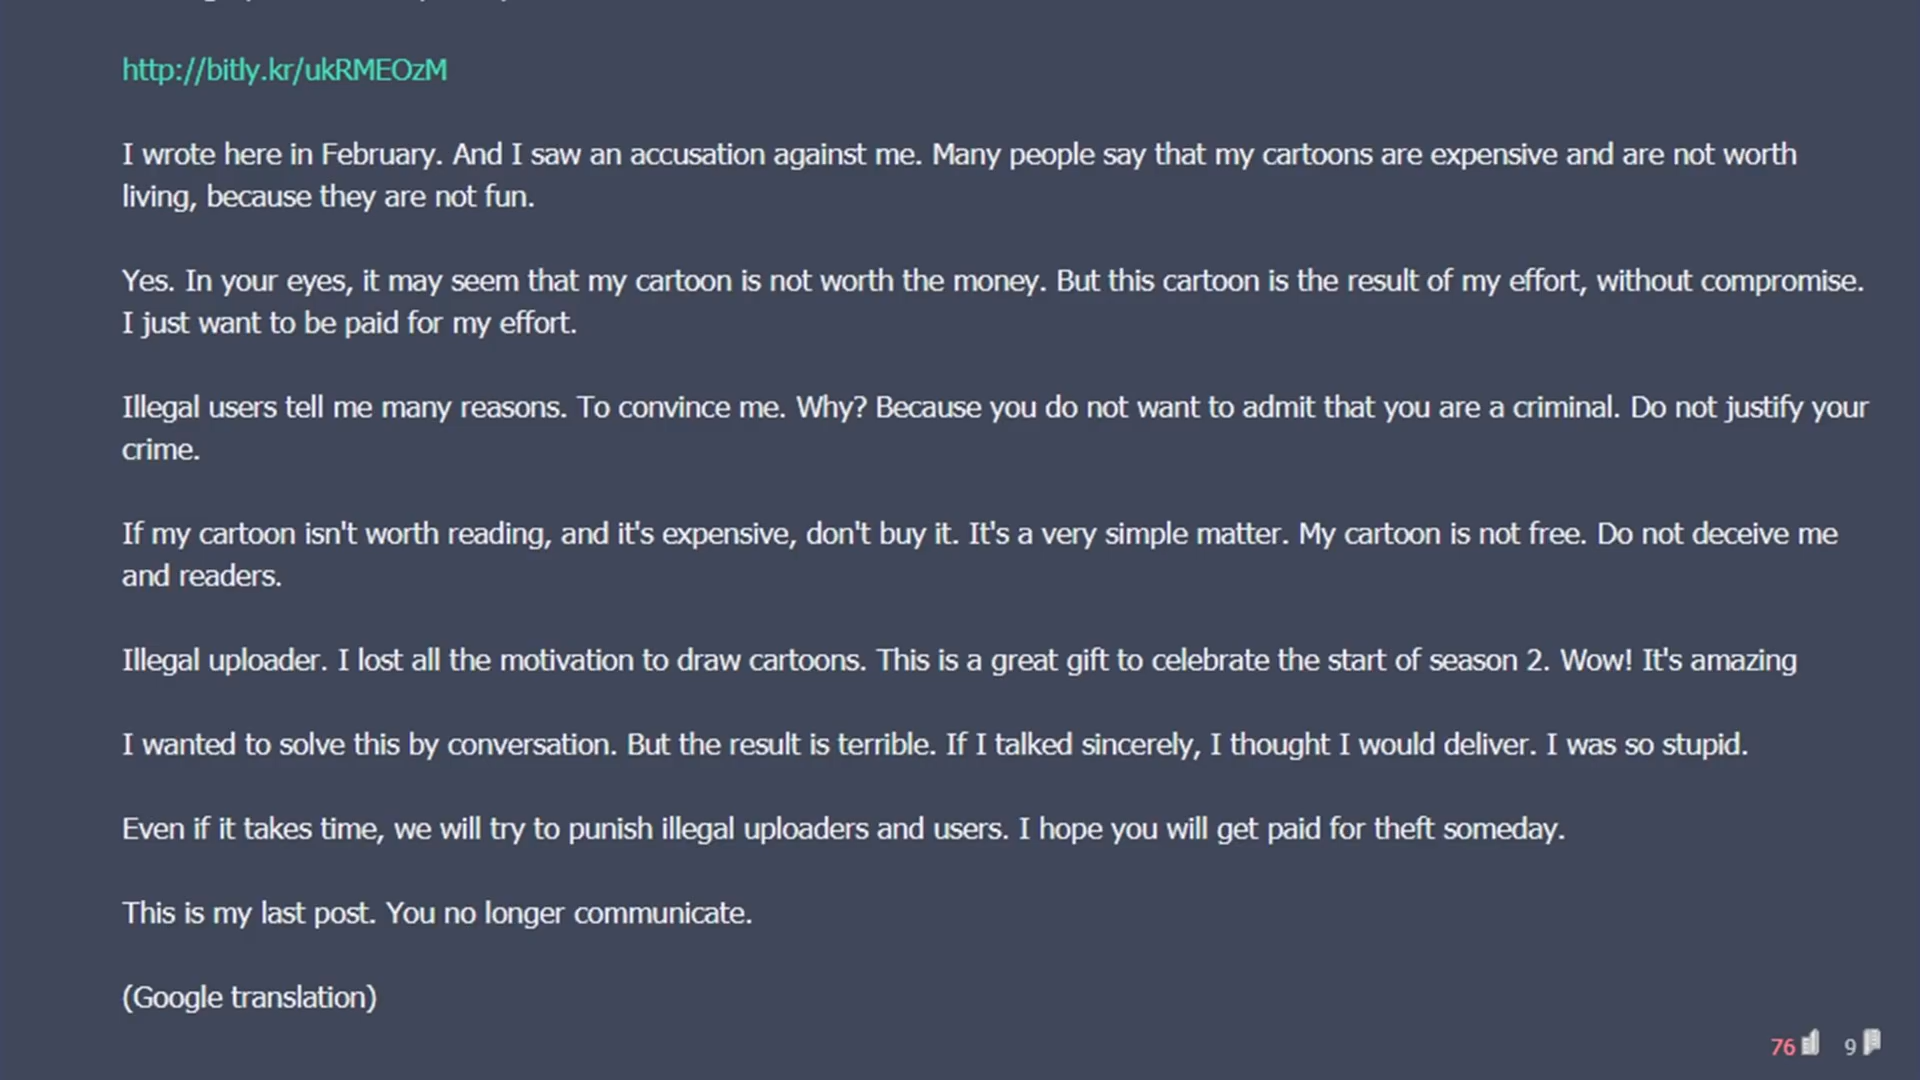 http://bitly.kr/ukRMEOzM
I wrote here in February. And I saw an accusation against me. Many people say that my cartoons are expensive and are not worth
living, because they are not fun.
Yes. In your eyes, it may seem that my cartoon is not worth the money. But this cartoon is the result of my effort, without compromise.
I just want to be paid for my effort.
Illegal users tell me many reasons. To convince me. Why? Because you do not want to admit that you are a criminal. Do not justify your
crime.
If my cartoon isn't worth reading, and it's expensive, don't buy it. It's a very simple matter. My cartoon is not free. Do not deceive me
and readers.
Illegal uploader. I lost all the motivation to draw cartoons. This is a great gift to celebrate the start of season 2. Wow! It's amazing
I wanted to solve this by conversation. But the result is terrible. If I talked sincerely, I thought I would deliver. I was so stupid.
Even if it takes time, we will try to punish illegal uploaders and users. I hope you will get paid for theft someday.
This is my last post. You no longer communicate.
(Google translation)
76 9